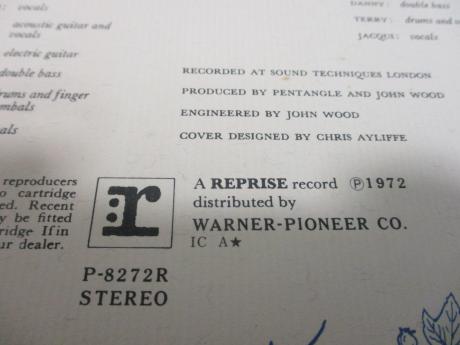 : vocals
acoustic guitar and
vocals
electric guitar
double bass
drums and finger
cymbals
vocals
DANNY: double bass
TERRY: drums and
JACQUI: vocals
RECORDED AT SOUND TECHNIQUES LONDON
PRODUCED BY PENTANGLE AND JOHN WOOD
ENGINEERED BY JOHN WOOD
COVER DESIGNED BY CHRIS AYLIFFE
reproducers
cartridge
Recent
be fitted
If in
dealer.
r
A REPRISE record ℗1972
distributed by
WARNER-PIONEER CO.
IC A★
P-8272R
STEREO